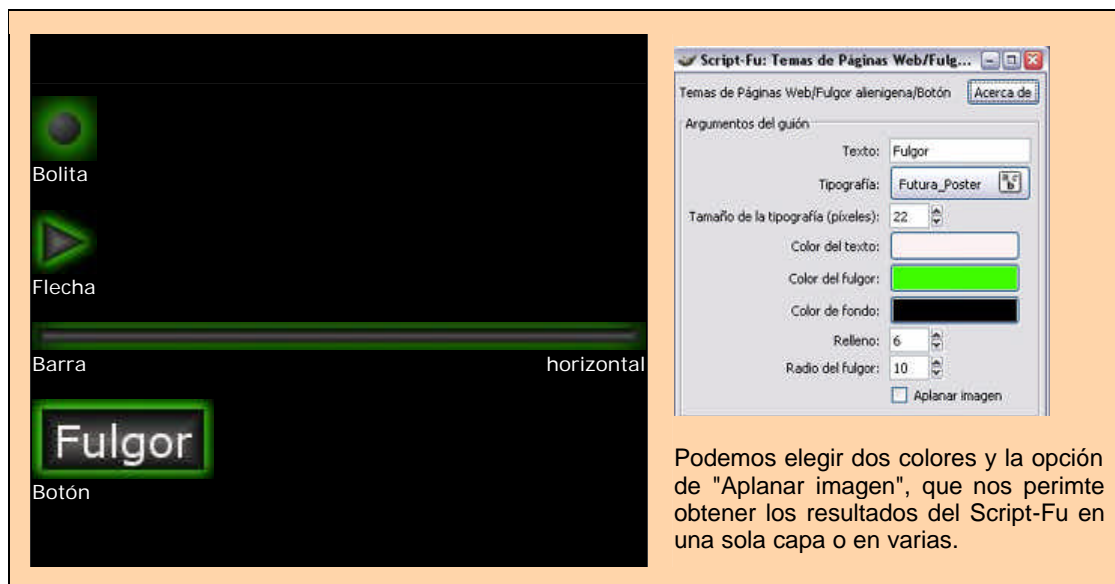 Bolita
Flecha
Barra horizontal
Fulgor
Botón
Script-Fu: Temas de Páginas Web/Fulg...
Temas de Páginas Web/Fulgor alienigena/Botón Acerca de
Argumentos del guión
Texto: Fulgor
Tipografía: Futura_Poster
Tamaño de la tipografía (píxeles): 22
Color del texto:
Color del fulgor:
Color de fondo:
Relleno: 6
Radio del fulgor: 10
Aplanar imagen
Podemos elegir dos colores y la opción
de "Aplanar imagen", que nos perimte
obtener los resultados del Script-Fu en
una sola capa o en varias.